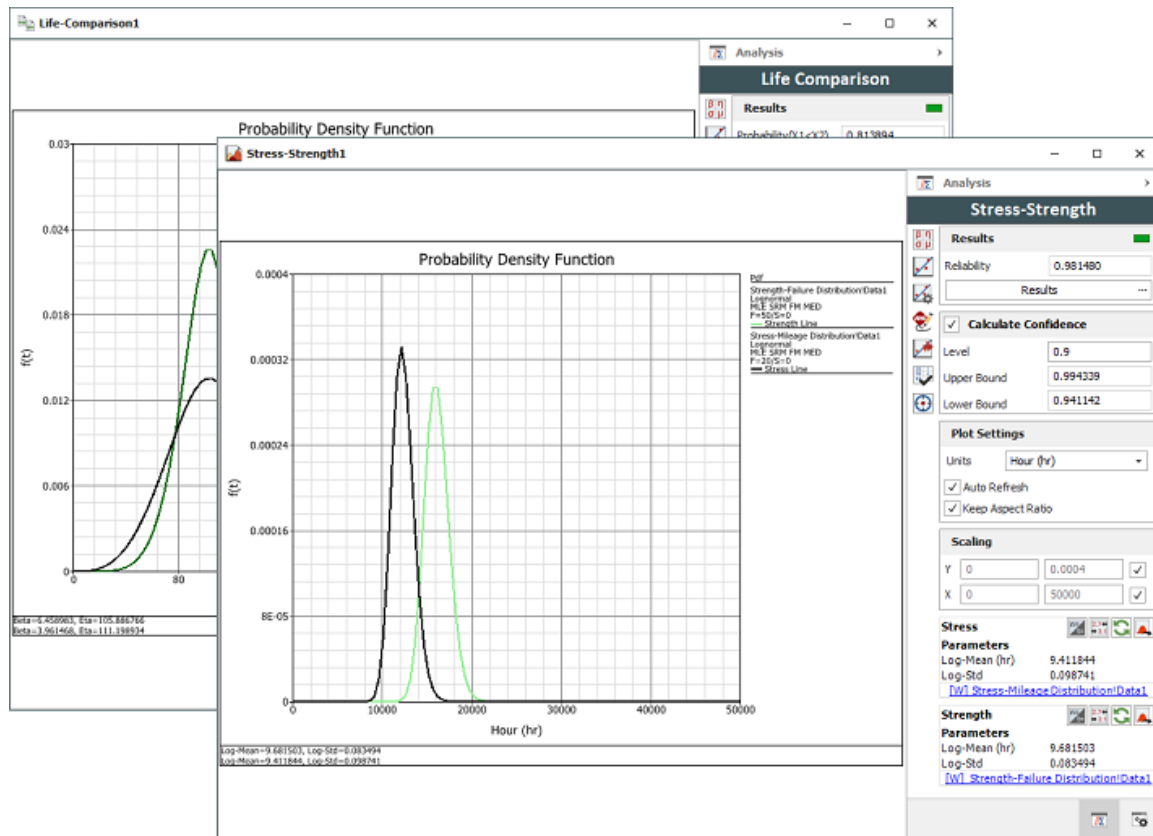 Life-Comparison1
Analysis
Life Comparison
Results
Probability(X1<X2) 0.813894
Probability Density Function
0.03
0.024
0.018
0.012
0.006
0
f(t)
0 80
Beta=6.458983, Eta=105.886766
Beta=3.961468, Eta=111.198934
Stress-Strength1
Analysis
Stress-Strength
Probability Density Function
0.0004
0.00032
0.00024
0.00016
8E-05
0
f(t)
0 10000 20000 30000 40000 50000
Hour (hr)
Pdf
Strength-Failure Distribution!Data1
Lognormal
MLE SRM FM MED
F=50/S=0
Strength Line
Stress-Mileage Distribution!Data1
Lognormal
MLE SRM FM MED
F=20/S=0
Stress Line
Log-Mean=9.681503, Log-Std=0.083494
Log-Mean=9.411844, Log-Std=0.098741
Results
Reliability 0.981480
Results ...
Calculate Confidence
Level 0.9
Upper Bound 0.994339
Lower Bound 0.941142
Plot Settings
Units Hour (hr)
Auto Refresh
Keep Aspect Ratio
Scaling
Y 0 0.0004
X 0 50000
Stress
Parameters
Log-Mean (hr) 9.411844
Log-Std 0.098741
[W] Stress-Mileage Distribution!Data1
Strength
Parameters
Log-Mean (hr) 9.681503
Log-Std 0.083494
[W] Strength-Failure Distribution!Data1